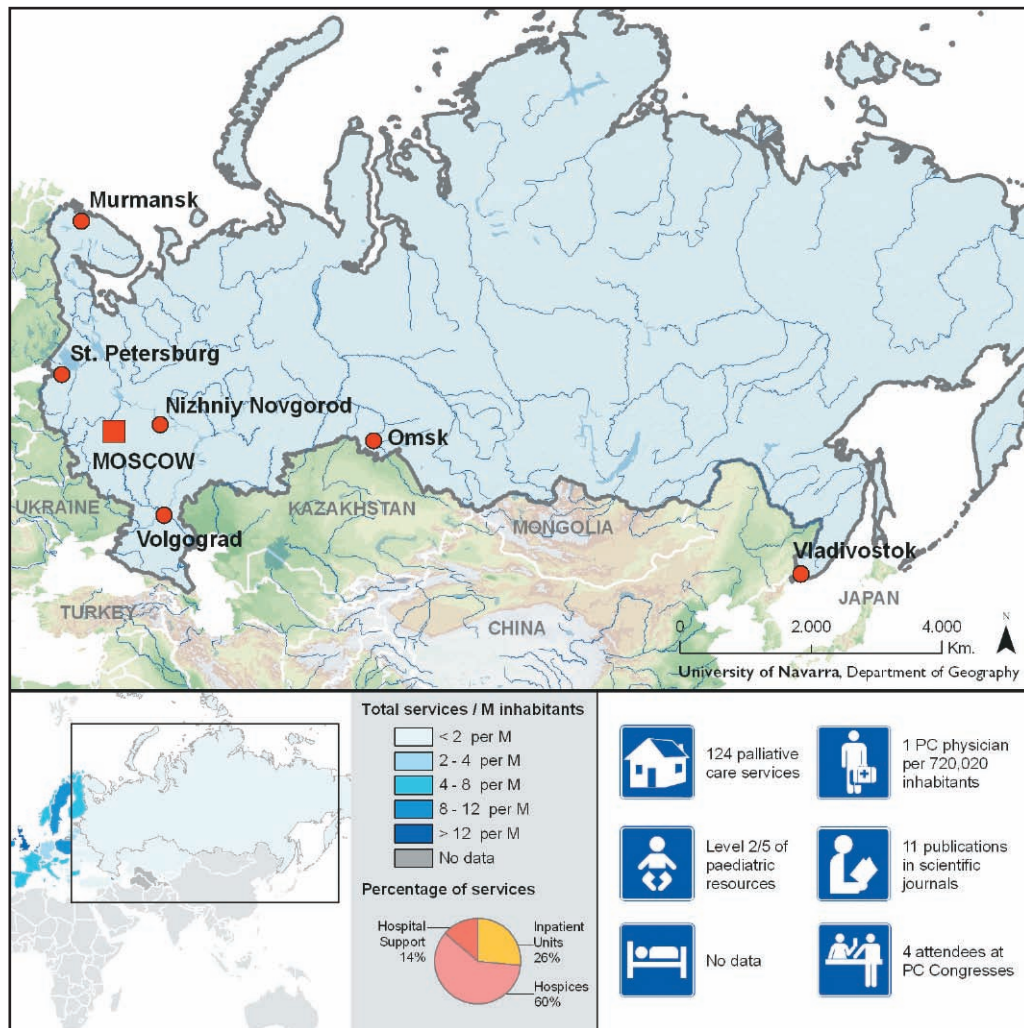 Murmansk
St. Petersburg
Nizhniy Novgorod
MOSCOW
Omsk
UKRAINE
KAZAKHSTAN
MONGOLIA
Volgograd
Vladivostok
TURKEY
CHINA
JAPAN
N
0 2,000 4.000
Km.
University of Navarra, Department of Geography
Total services / M inhabitants
< 2 per M
2 - 4 per M
4 - 8 per M
8 - 12 per M
> 12 per M
No data
Percentage of services
Hospital
Support
14%
Inpatient
Units
26%
Hospices
60%
124 palliative
care services
1 PC physician
per 720,020
inhabitants
Level 2/5 of
paediatric
resources
11 publications
in scientific
journals
No data
4 attendees at
PC Congresses